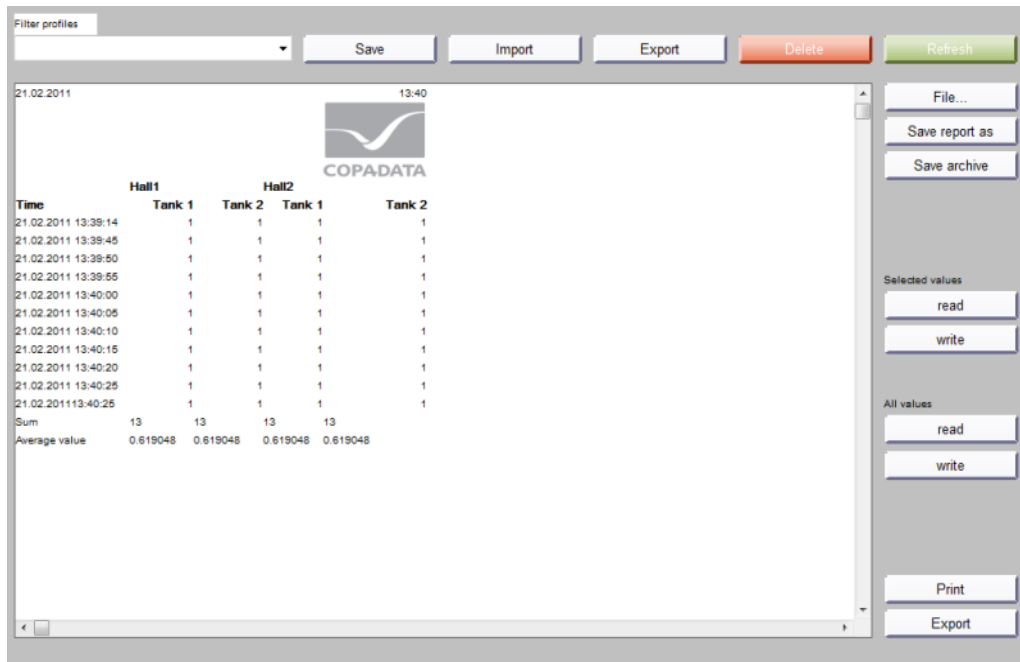 Filter profiles
Save Import Export Delete Refresh
21.02.2011 13:40
File...
Save report as
Save archive
COPADATA
Hall1 Hall2
Time Tank 1 Tank 2 Tank 1 Tank 2
21.02.2011 13:39:14 1 1 1 1
21.02.2011 13:39:45 1 1 1 1
21.02.2011 13:39:50 1 1 1 1
21.02.2011 13:39:55 1 1 1 1
Selected values
21.02.2011 13:40:00 1 1 1 1
read
21.02.2011 13:40:05 1 1 1 1
21.02.2011 13:40:10 1 1 1 1
write
21.02.2011 13:40:15 1 1 1 1
21.02.2011 13:40:20 1 1 1 1
21.02.2011 13:40:25 1 1 1 1
21.02.201113:40:25 1 1 1 1
All values
Sum 13 13 13 13
read
Average value 0.619048 0.619048 0.619048 0.619048
write
Print
Export